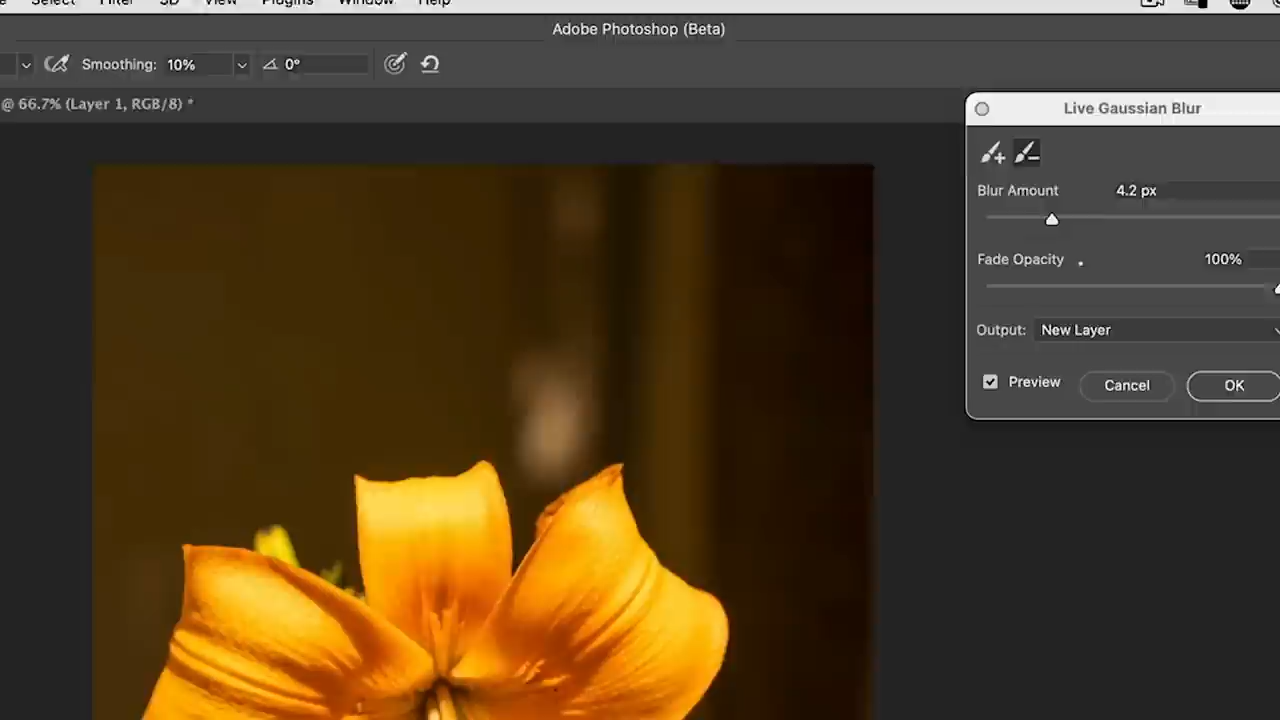 Select Filter 3D View Plugins Window Help
Adobe Photoshop (Beta)
Smoothing: 10% 0°
@ 66.7% (Layer 1, RGB/8) *
Live Gaussian Blur
Blur Amount 4.2 px
Fade Opacity 100%
Output: New Layer
Preview Cancel OK